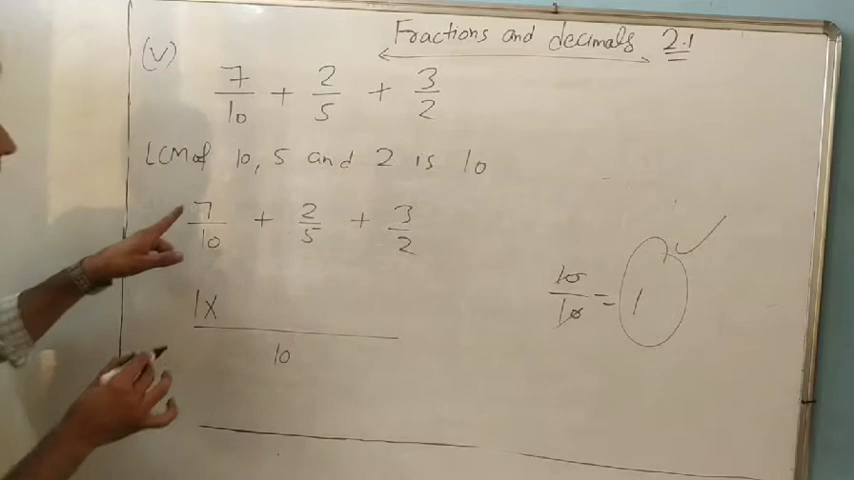 Fractions and decimals 2.1
(V)
7/10 + 2/5 + 3/2
LCM of 10, 5 and 2 is 10
7/10 + 2/5 + 3/2
10/10 = 1
1×
10